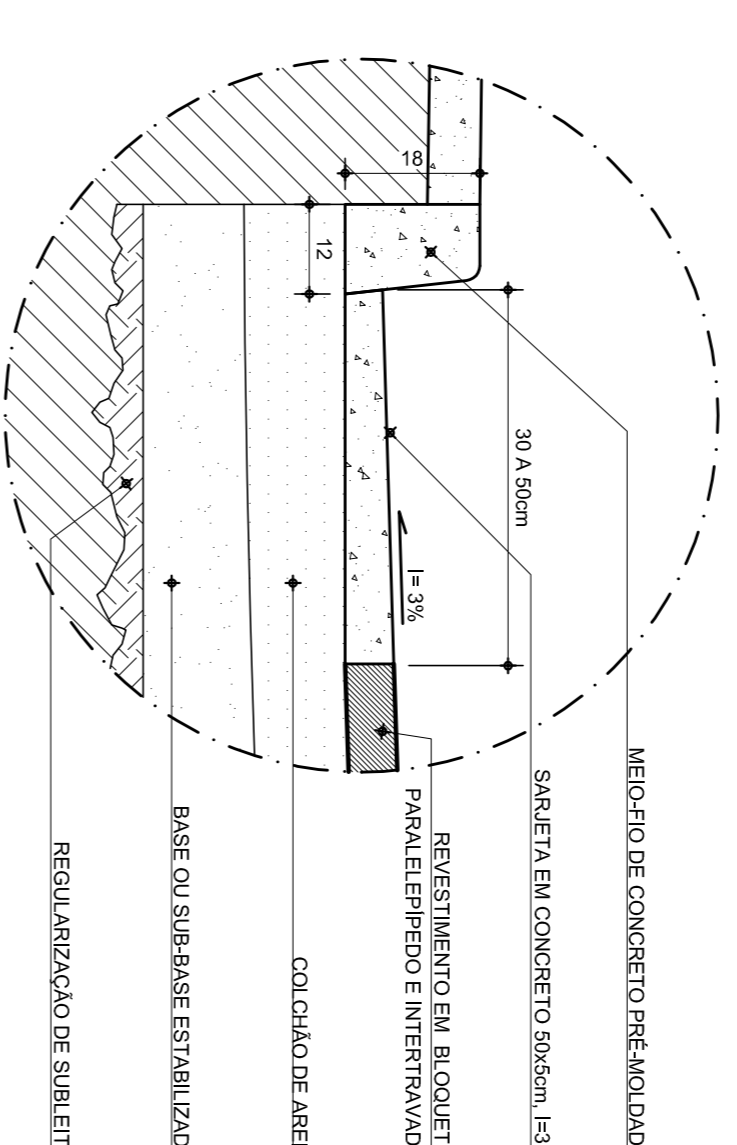 MEIO-FIO DE CONCRETO PRÉ-MOLDAD
SARJETA EM CONCRETO 50x5cm, I=3
REVESTIMENTO EM BLOQUET
PARALELEPÍPEDO E INTERTRAVAD
COLCHÃO DE AREI
BASE OU SUB-BASE ESTABILIZAD
REGULARIZAÇÃO DE SUBLEIT
30 A 50cm
I= 3%
18
12